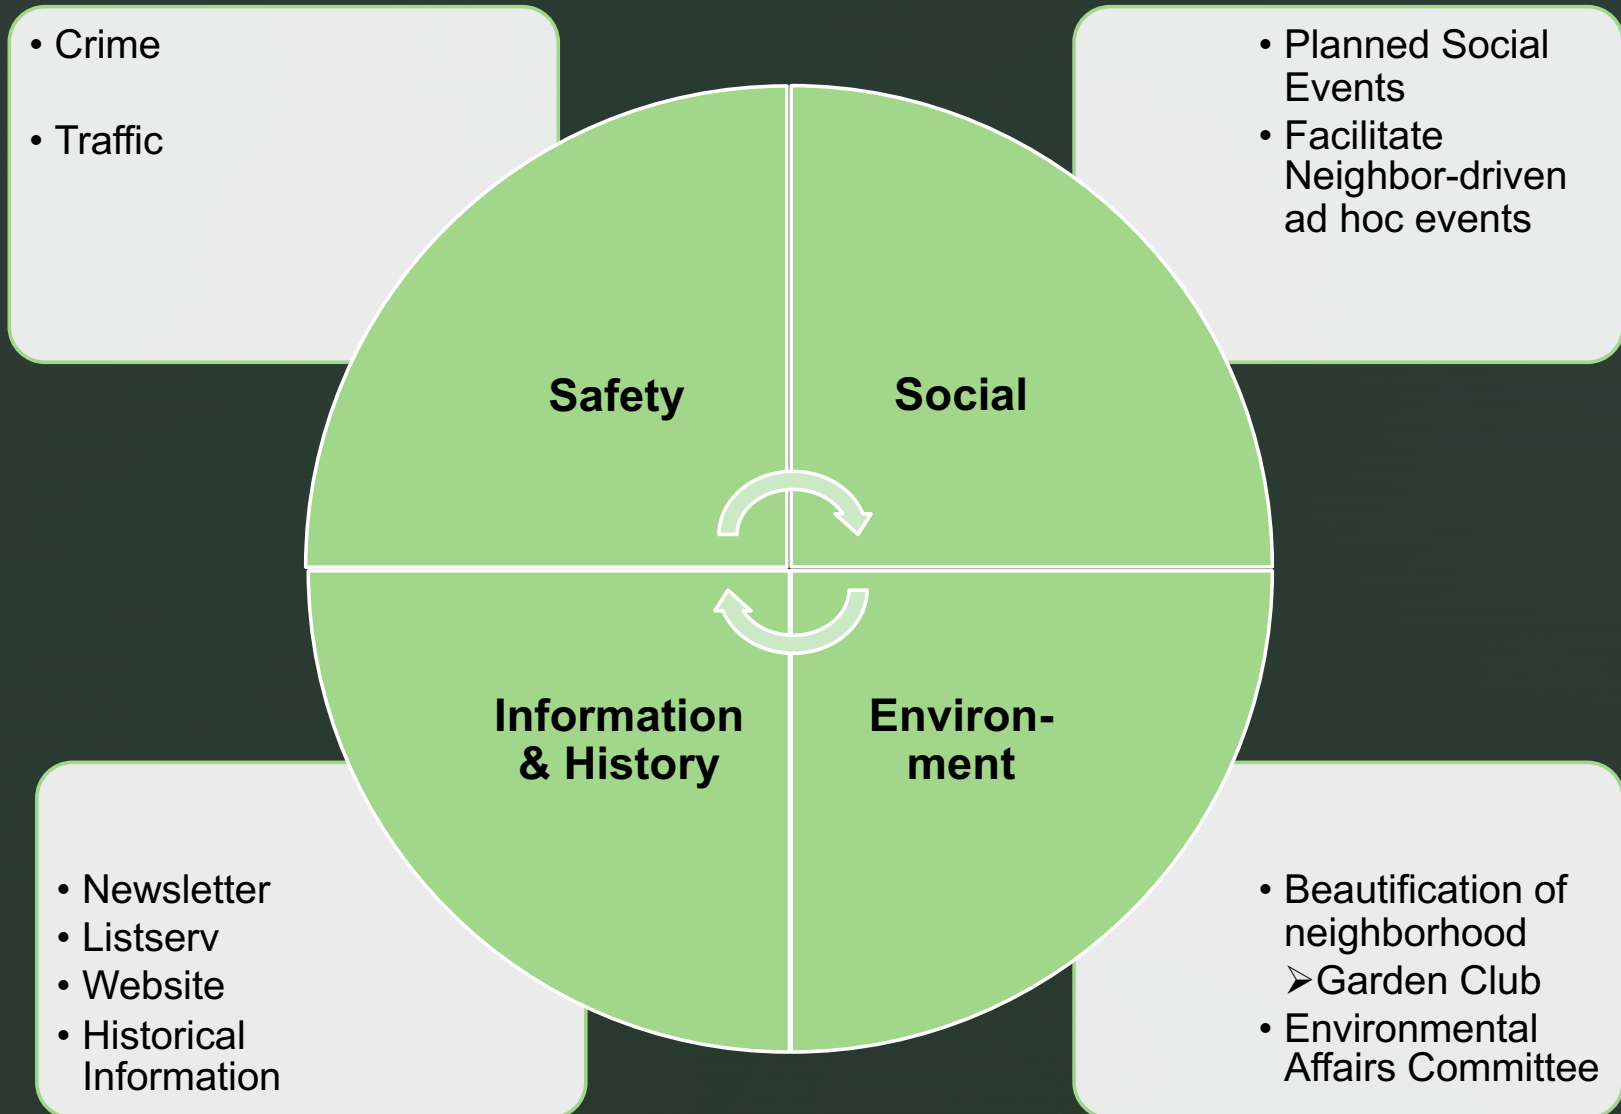 • Crime
• Traffic
• Planned Social
Events
• Facilitate
Neighbor-driven
ad hoc events
Safety
Social
Information
& History
Environ-
ment
• Newsletter
• Listserv
• Website
• Historical
Information
• Beautification of
neighborhood
➢Garden Club
• Environmental
Affairs Committee